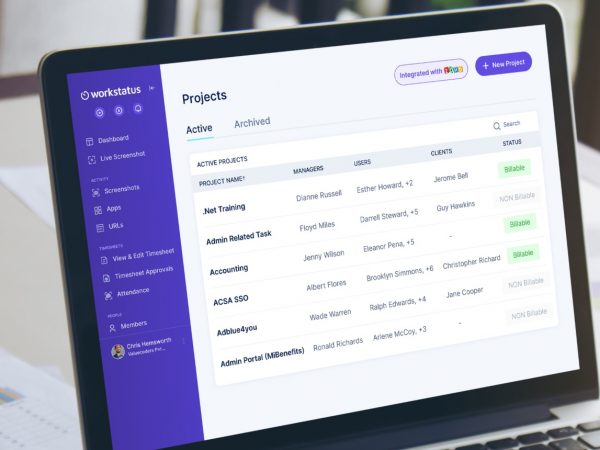 workstatus
Dashboard
Live Screenshot
ACTIVITY
Screenshots
Apps
URLs
TIMESHEETS
View & Edit Timesheet
Timesheet Approvals
Attendance
PEOPLE
Members
Chris Hemsworth
Valuecoders Pvt...
Projects
Integrated with
+ New Project
Active Archived
ACTIVE PROJECTS Search
PROJECT NAME↑ MANAGERS USERS CLIENTS STATUS
.Net Training Dianne Russell Esther Howard, +2 Jerome Bell Billable
Admin Related Task Floyd Miles Darrell Steward, +5 Guy Hawkins NON Billable
Accounting Jenny Wilson Eleanor Pena, +5 - Billable
ACSA SSO Albert Flores Brooklyn Simmons, +6 Christopher Richard Billable
Adblue4you Wade Warren Ralph Edwards, +4 Jane Cooper NON Billable
Admin Portal (MiBenefits) Ronald Richards Arlene McCoy, +3 - NON Billable